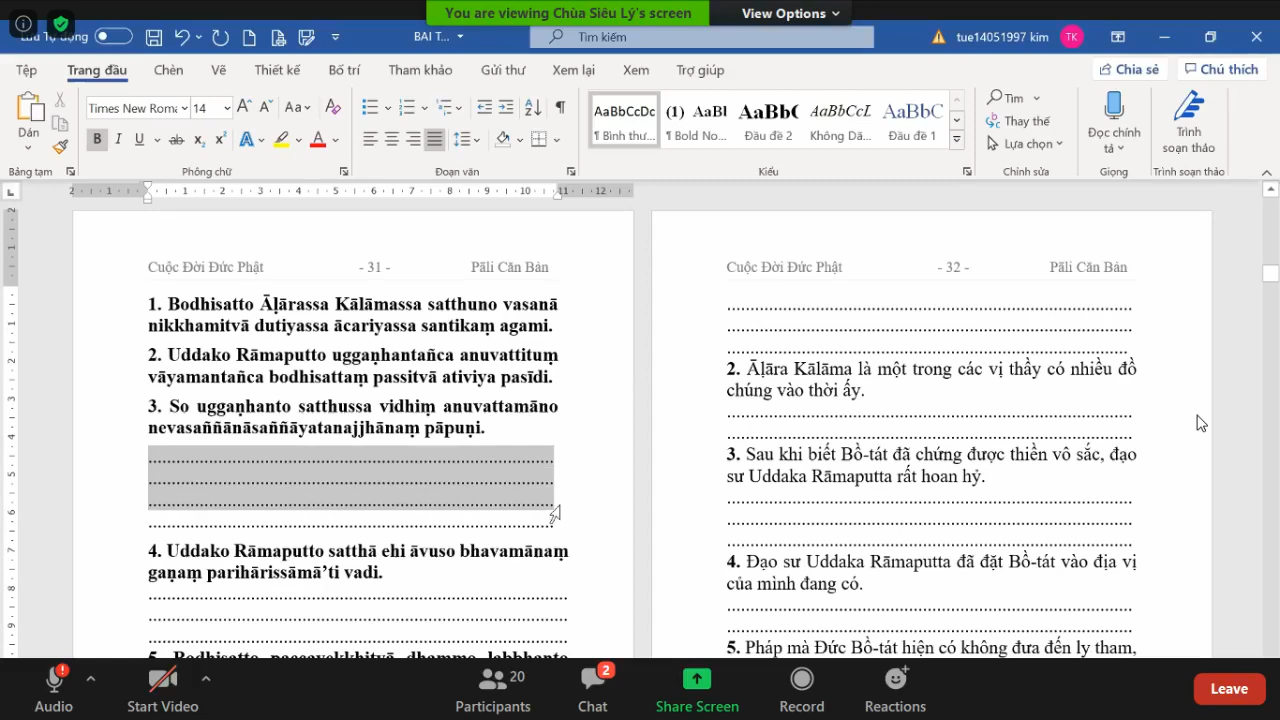 You are viewing Chùa Siêu Lý's screen
View Options
Lưu Tự động
BAI T...
Tìm kiếm
tue14051997 kim
TK
Tệp
Trang đầu
Chèn
Vẽ
Thiết kế
Bố trí
Tham khảo
Gửi thư
Xem lại
Xem
Trợ giúp
Chia sẻ
Chú thích
Dán
Times New Roma
14
AaBbCcDc
(1) AaBl
AaBb(
AaBbCcL
AaBbC
¶ Bình thư...
¶ Bold No...
Đầu đề 2
Không Dã...
Đầu đề 1
Tìm
Thay thế
Lựa chọn
Đọc chính
tả
Trình
soạn thảo
Bảng tạm
Phông chữ
Đoạn văn
Kiểu
Chỉnh sửa
Giọng
Trình soạn thảo
Cuộc Đời Đức Phật - 31 - Pāli Căn Bản
1. Bodhisatto Āḷārassa Kālāmassa satthuno vasanā
nikkhamitvā dutiyassa ācariyassa santikaṃ agami.
2. Uddako Rāmaputto uggaṇhantañca anuvattituṃ
vāyamantañca bodhisattaṃ passitvā ativiya pasīdi.
3. So uggaṇhanto satthussa vidhiṃ anuvattamāno
nevasaññānāsaññāyatanajjhānaṃ pāpuṇi.
4. Uddako Rāmaputto satthā ehi āvuso bhavamānaṃ
gaṇaṃ parihārissāmā'ti vadi.
5. Bodhisatto paccavekkhitvā dhammo labbhanto
Cuộc Đời Đức Phật - 32 - Pāli Căn Bản
2. Āḷāra Kālāma là một trong các vị thầy có nhiều đồ
chúng vào thời ấy.
3. Sau khi biết Bồ-tát đã chứng được thiền vô sắc, đạo
sư Uddaka Rāmaputta rất hoan hỷ.
4. Đạo sư Uddaka Rāmaputta đã đặt Bồ-tát vào địa vị
của mình đang có.
5. Pháp mà Đức Bồ-tát hiện có không đưa đến ly tham,
Audio
Start Video
20
Participants
2
Chat
Share Screen
Record
Reactions
Leave